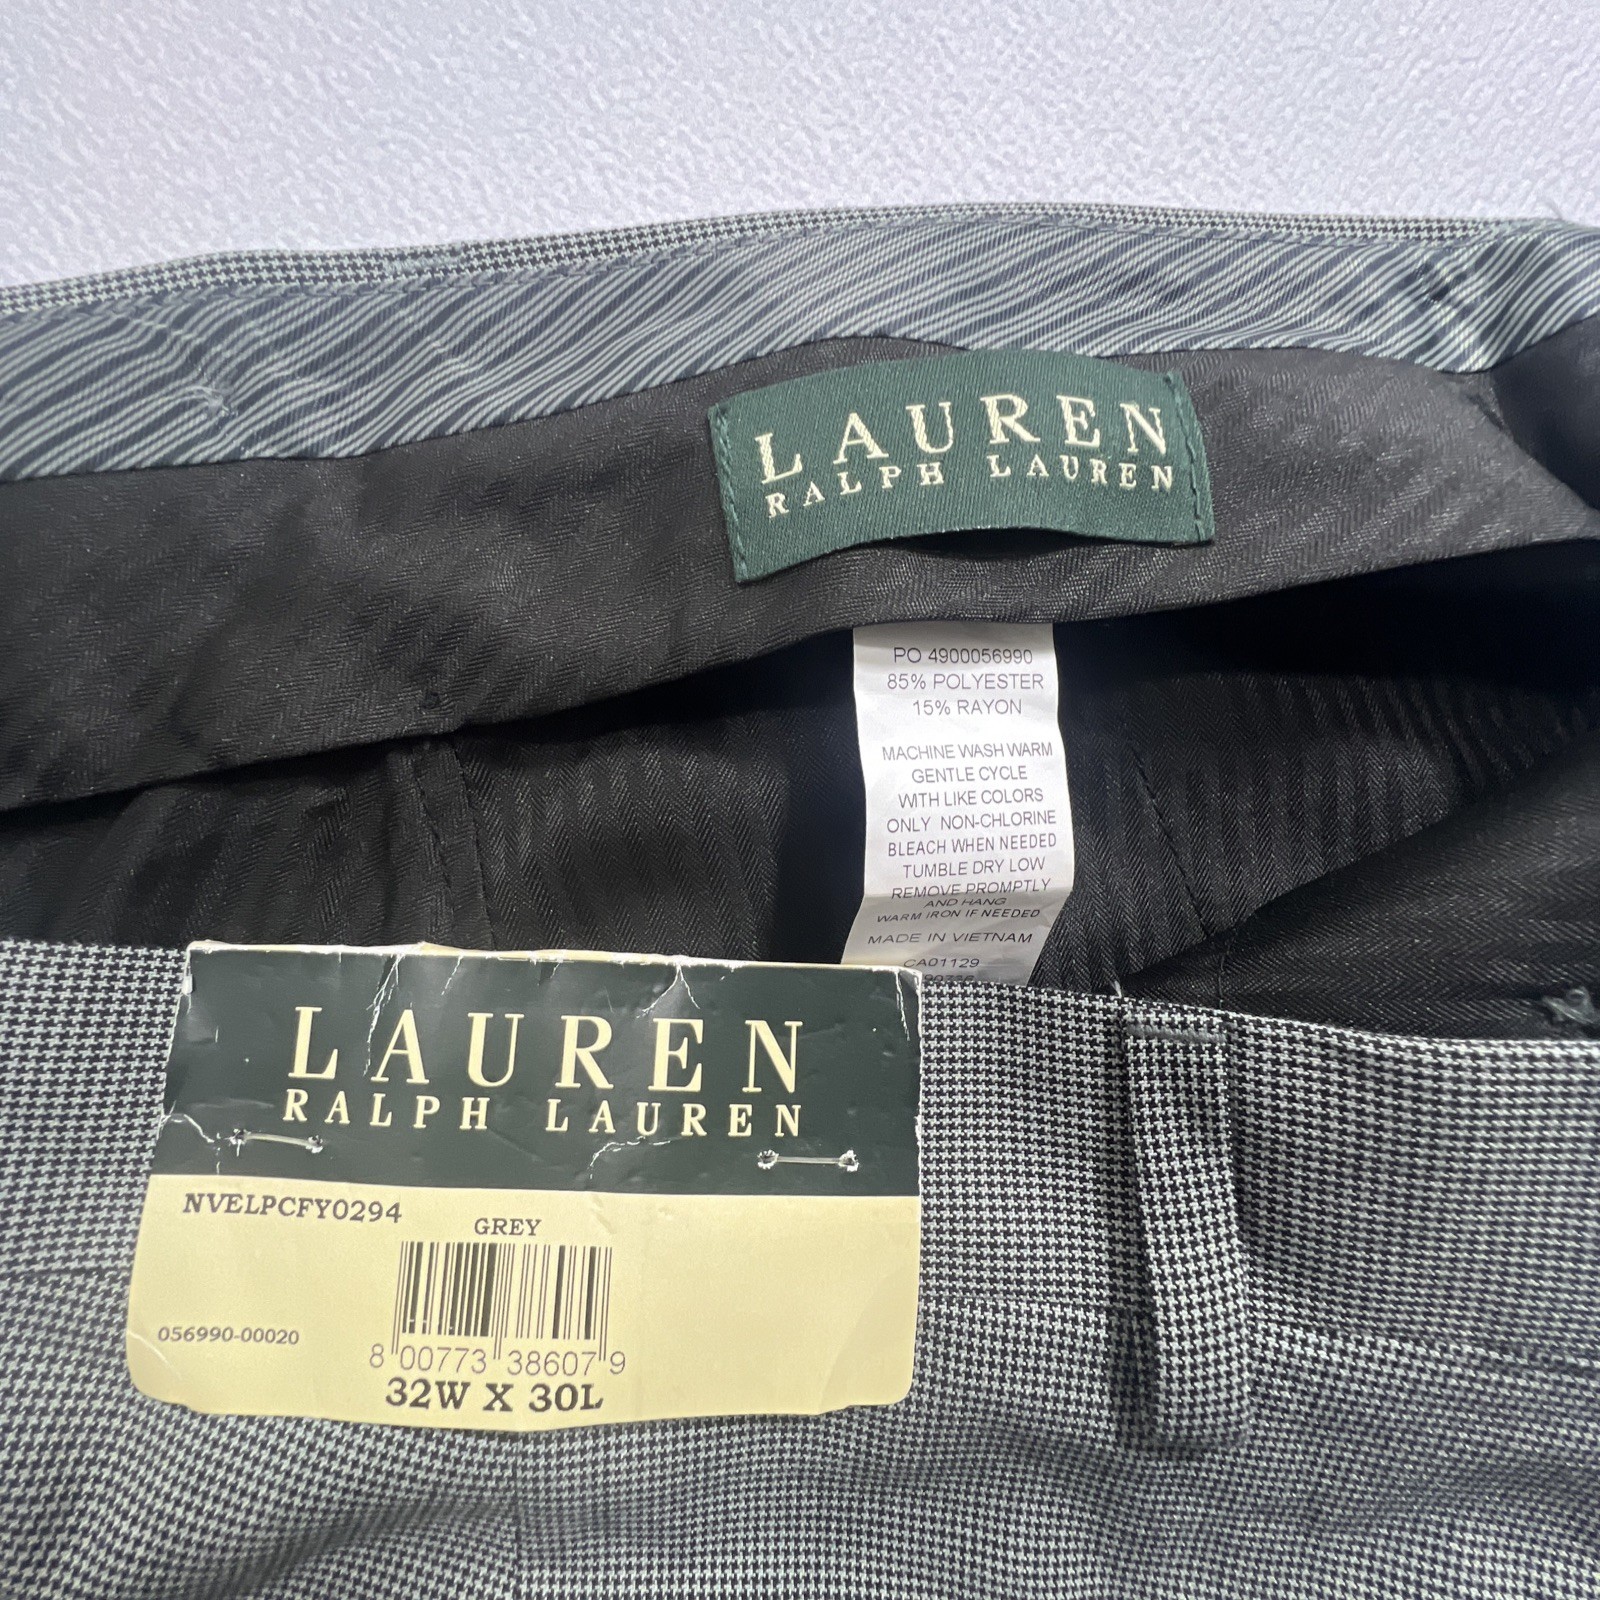 LAUREN
RALPH LAUREN
PO 4900056990
85% POLYESTER
15% RAYON
MACHINE WASH WARM
GENTLE CYCLE
WITH LIKE COLORS
ONLY NON-CHLORINE
BLEACH WHEN NEEDED
TUMBLE DRY LOW
REMOVE PROMPTLY
AND HANG
WARM IRON IF NEEDED
MADE IN VIETNAM
CA01129
LAUREN
RALPH LAUREN
NVELPCFY0294
GREY
056990-00020
8 00773 38607 9
32W X 30L